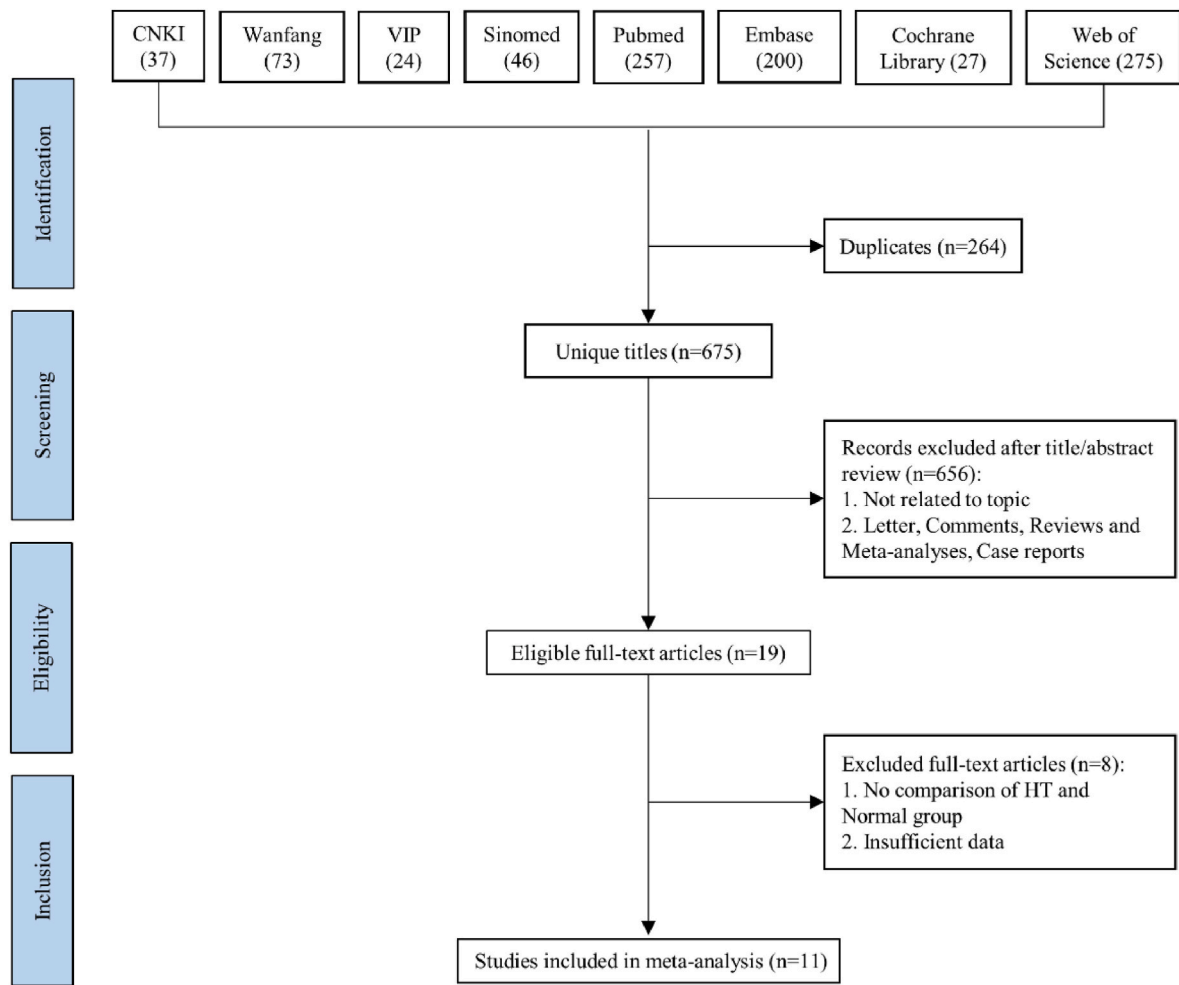 CNKI
(37)
Wanfang
(73)
VIP
(24)
Sinomed
(46)
Pubmed
(257)
Embase
(200)
Cochrane
Library (27)
Web of
Science (275)
Identification
Duplicates (n=264)
Unique titles (n=675)
Screening
Records excluded after title/abstract
review (n=656):
1. Not related to topic
2. Letter, Comments, Reviews and
Meta-analyses, Case reports
Eligibility
Eligible full-text articles (n=19)
Excluded full-text articles (n=8):
1. No comparison of HT and
Normal group
2. Insufficient data
Inclusion
Studies included in meta-analysis (n=11)